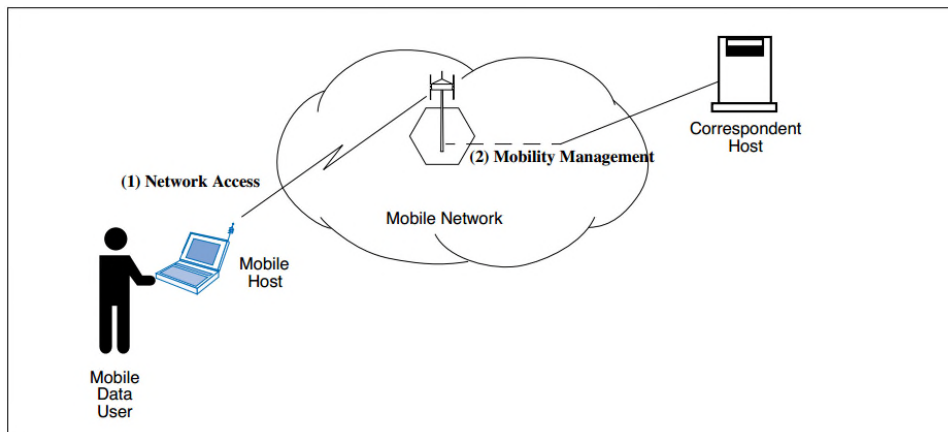 Correspondent
Host
(2) Mobility Management
(1) Network Access
Mobile Network
Mobile
Host
Mobile
Data
User